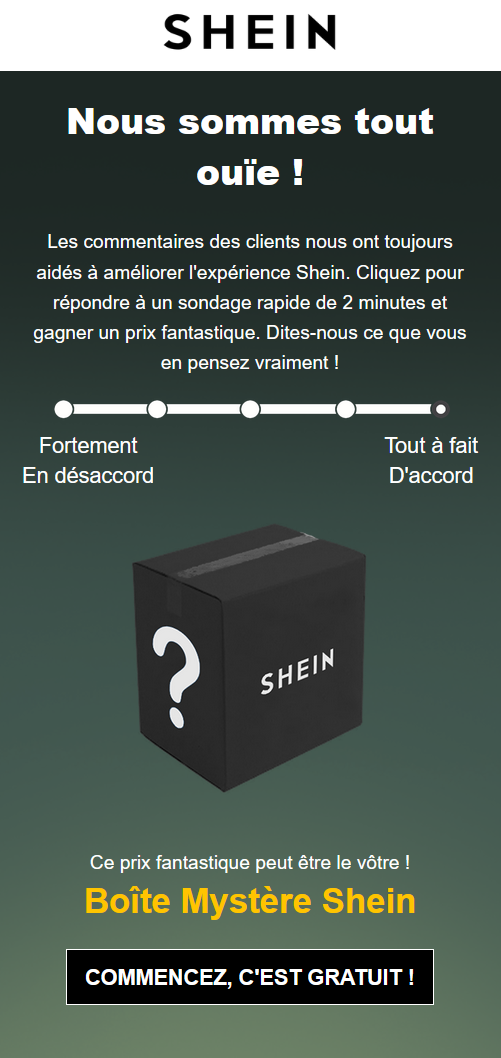 SHEIN
Nous sommes tout
ouïe !
Les commentaires des clients nous ont toujours
aidés à améliorer l'expérience Shein. Cliquez pour
répondre à un sondage rapide de 2 minutes et
gagner un prix fantastique. Dites-nous ce que vous
en pensez vraiment !
Fortement
En désaccord
Tout à fait
D'accord
?
SHEIN
Ce prix fantastique peut être le vôtre !
Boîte Mystère Shein
COMMENCEZ, C'EST GRATUIT !